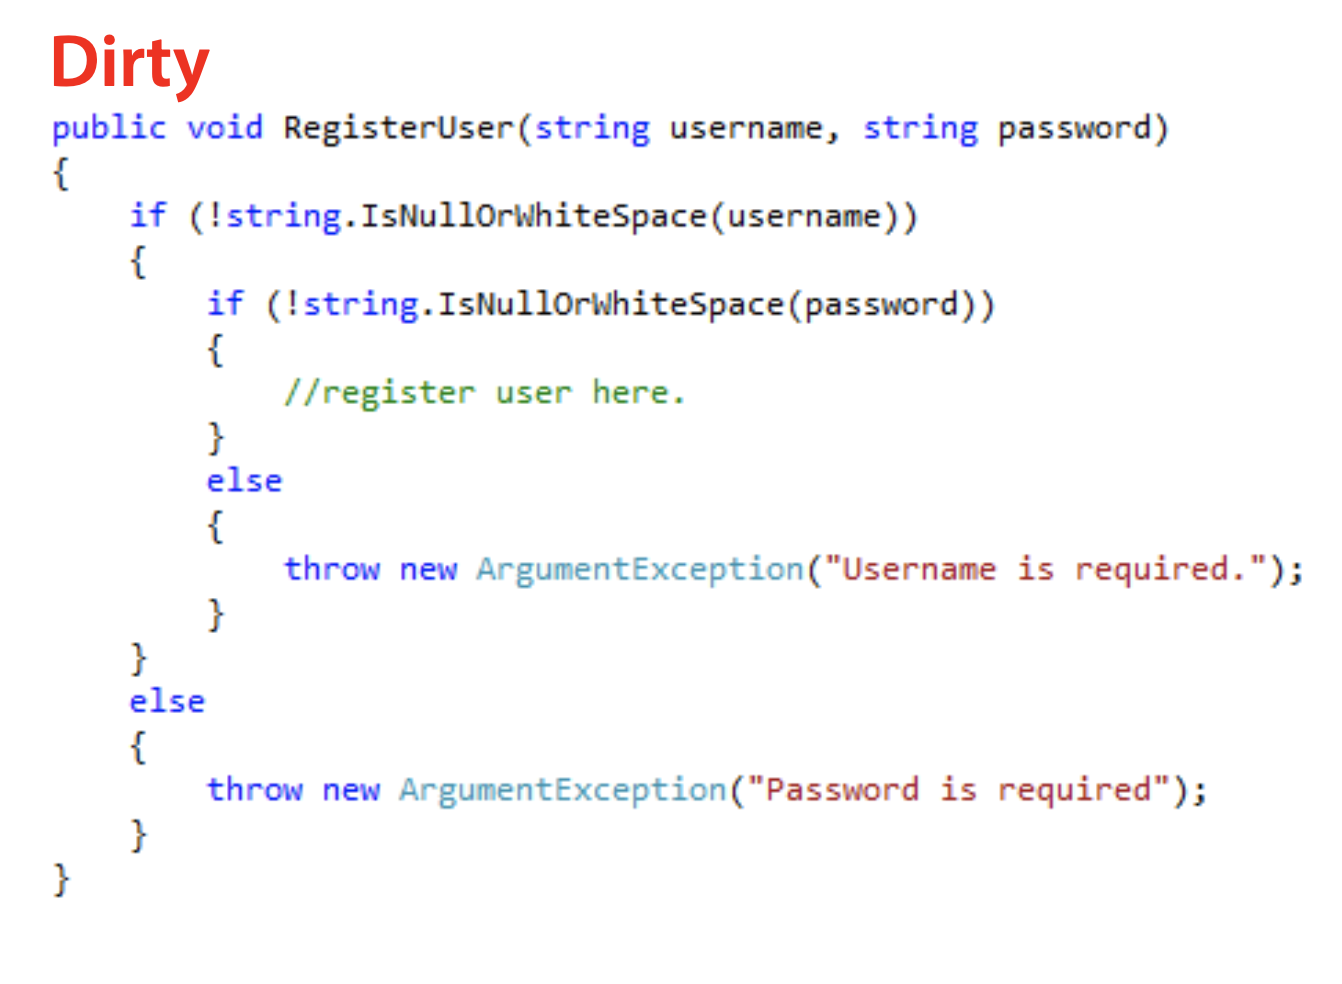 Dirty
public void RegisterUser(string username, string password)
{
    if (!string.IsNullOrWhiteSpace(username))
    {
        if (!string.IsNullOrWhiteSpace(password))
        {
            //register user here.
        }
        else
        {
            throw new ArgumentException("Username is required.");
        }
    }
    else
    {
        throw new ArgumentException("Password is required");
    }
}